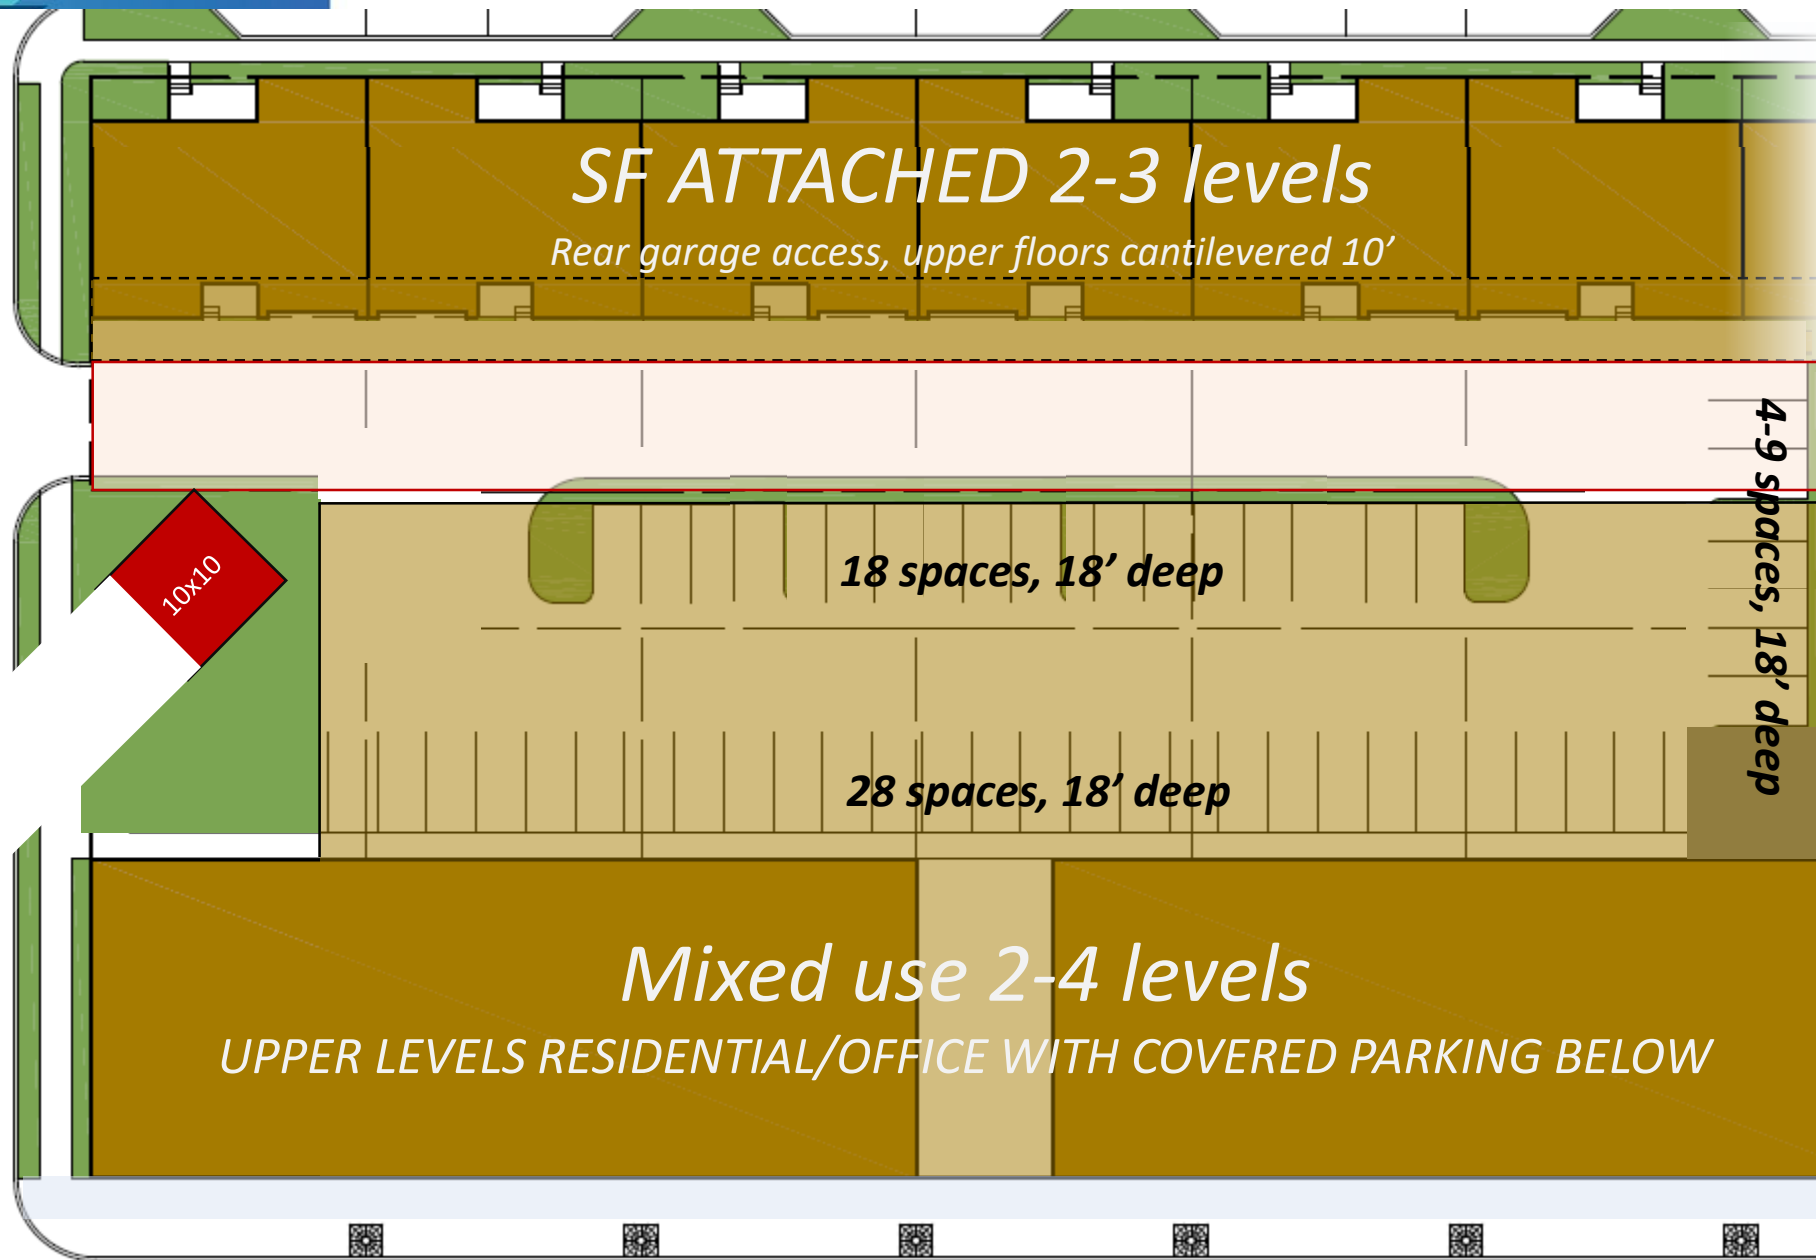 SF ATTACHED 2-3 levels
Rear garage access, upper floors cantilevered 10’
4-9 spaces, 18’ deep
10x10
18 spaces, 18’ deep
28 spaces, 18’ deep
Mixed use 2-4 levels
UPPER LEVELS RESIDENTIAL/OFFICE WITH COVERED PARKING BELOW